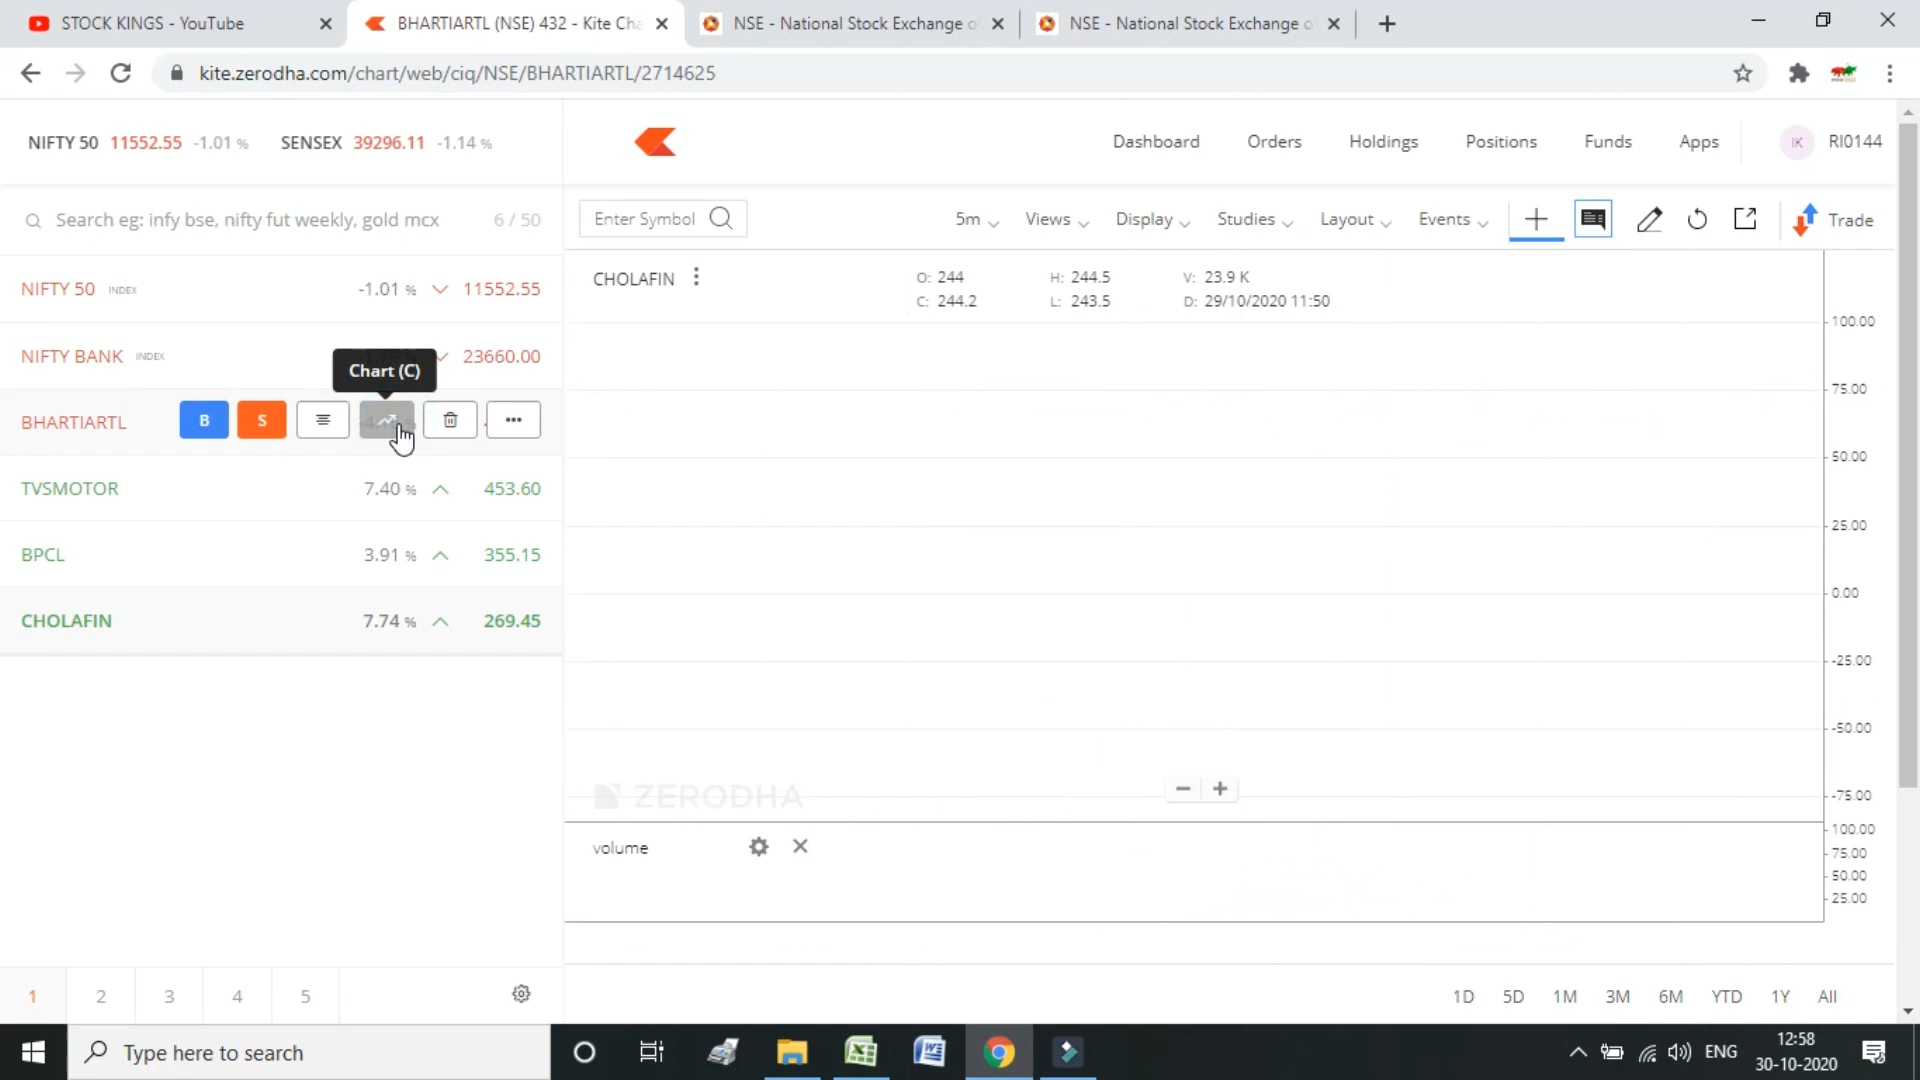 STOCK KINGS - YouTube
BHARTIARTL (NSE) 432 - Kite Cha
NSE - National Stock Exchange o
NSE - National Stock Exchange o
kite.zerodha.com/chart/web/ciq/NSE/BHARTIARTL/2714625
NIFTY 50 11552.55 -1.01 % SENSEX 39296.11 -1.14 %
Dashboard Orders Holdings Positions Funds Apps IK RI0144
Search eg: infy bse, nifty fut weekly, gold mcx 6 / 50
Enter Symbol 5m Views Display Studies Layout Events Trade
NIFTY 50 INDEX -1.01 % 11552.55
NIFTY BANK INDEX 23660.00
Chart (C)
BHARTIARTL B S
TVSMOTOR 7.40 % 453.60
BPCL 3.91 % 355.15
CHOLAFIN 7.74 % 269.45
1 2 3 4 5
CHOLAFIN
O: 244 H: 244.5 V: 23.9 K
C: 244.2 L: 243.5 D: 29/10/2020 11:50
100.00
75.00
50.00
25.00
0.00
-25.00
-50.00
-75.00
ZERODHA
volume
100.00
75.00
50.00
25.00
1D 5D 1M 3M 6M YTD 1Y All
Type here to search
ENG
12:58
30-10-2020